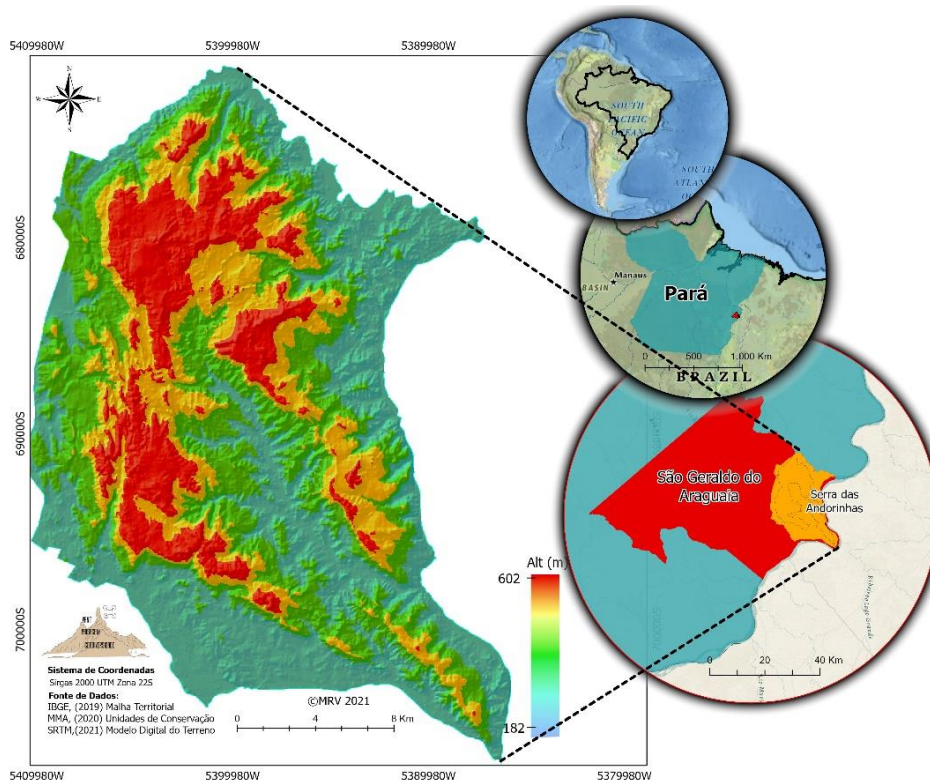 5409980W
5399980W
5389980W
N
E
S
680000S
690000S
700000S
SOUTH
PACIFIC
OCEAN
SOUTH
Manaus
BASIN
Pará
0
500
1.000 Km
BRAZIL
São Geraldo do
Araguaia
Serra das
Andorinhas
0
20
40 Km
Alt (m)
602
182
Sistema de Coordenadas
Sirgas 2000 UTM Zona 22S
Fonte de Dados:
IBGE, (2019) Malha Territorial
MMA, (2020) Unidades de Conservação
SRTM,(2021) Modelo Digital do Terreno
©MRV 2021
0
4
8 Km
5409980W
5399980W
5389980W
5379980W